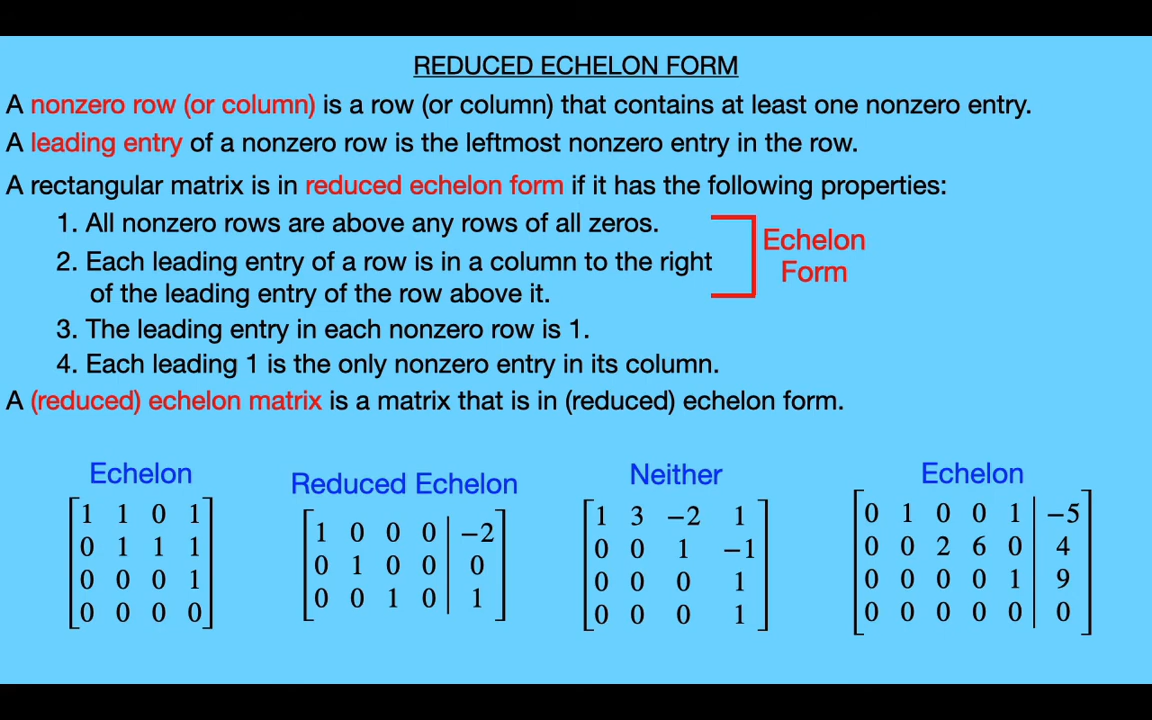 REDUCED ECHELON FORM
A nonzero row (or column) is a row (or column) that contains at least one nonzero entry.
A leading entry of a nonzero row is the leftmost nonzero entry in the row.
A rectangular matrix is in reduced echelon form if it has the following properties:
1. All nonzero rows are above any rows of all zeros.
2. Each leading entry of a row is in a column to the right
of the leading entry of the row above it.
Echelon
Form
3. The leading entry in each nonzero row is 1.
4. Each leading 1 is the only nonzero entry in its column.
A (reduced) echelon matrix is a matrix that is in (reduced) echelon form.
Echelon
1 1 0 1
0 1 1 1
0 0 0 1
0 0 0 0
Reduced Echelon
1 0 0 0 | −2
0 1 0 0 | 0
0 0 1 0 | 1
Neither
1 3 −2 1
0 0 1 −1
0 0 0 1
0 0 0 1
Echelon
0 1 0 0 1 | −5
0 0 2 6 0 | 4
0 0 0 0 1 | 9
0 0 0 0 0 | 0